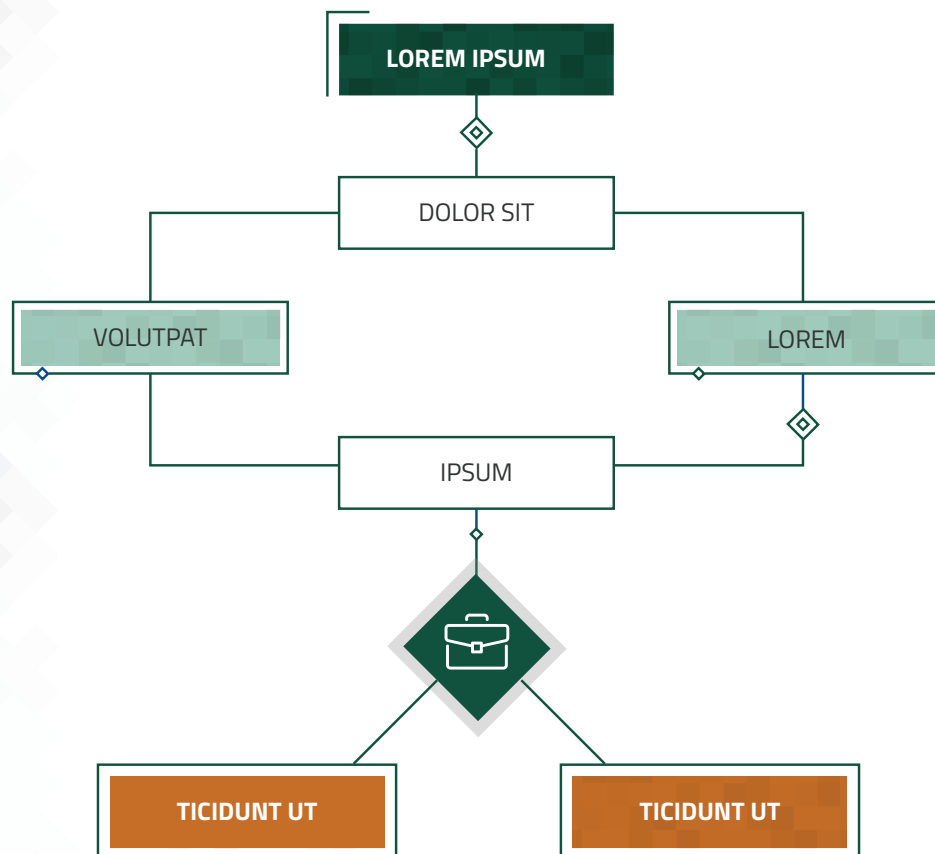 LOREM IPSUM
DOLOR SIT
VOLUTPAT
LOREM
IPSUM
TICIDUNT UT
TICIDUNT UT